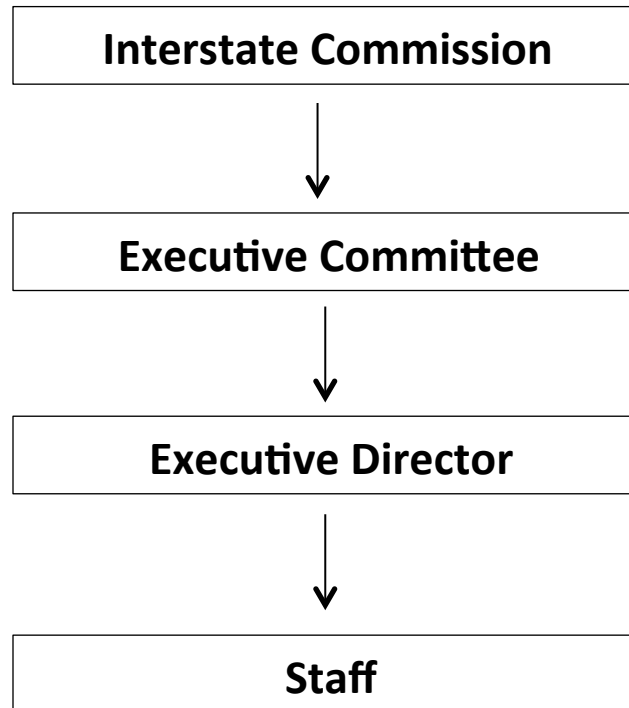 Interstate Commission
Executive Committee
Executive Director
Staff